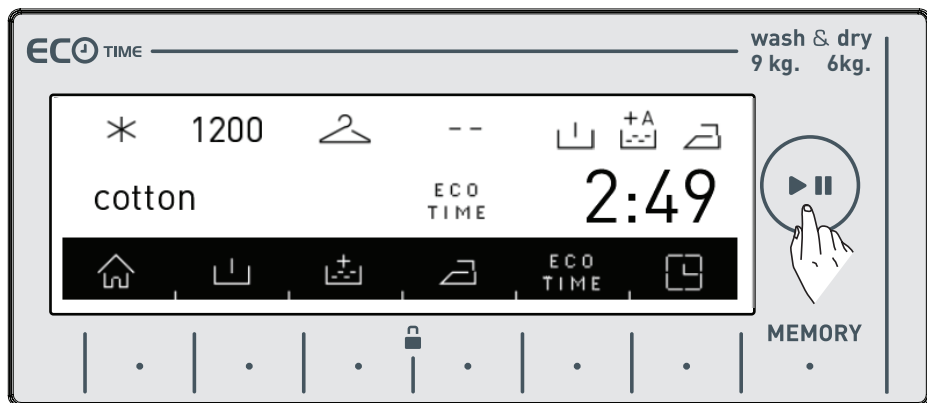 ECO TIME
wash & dry
9 kg. 6kg.
1200 -- +A
cotton
ECO
TIME
2:49
ECO
TIME
MEMORY